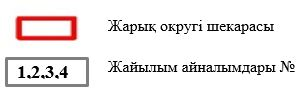 Жарық округі шекарасы
1,2,3,4 Жайылым айналымдары №